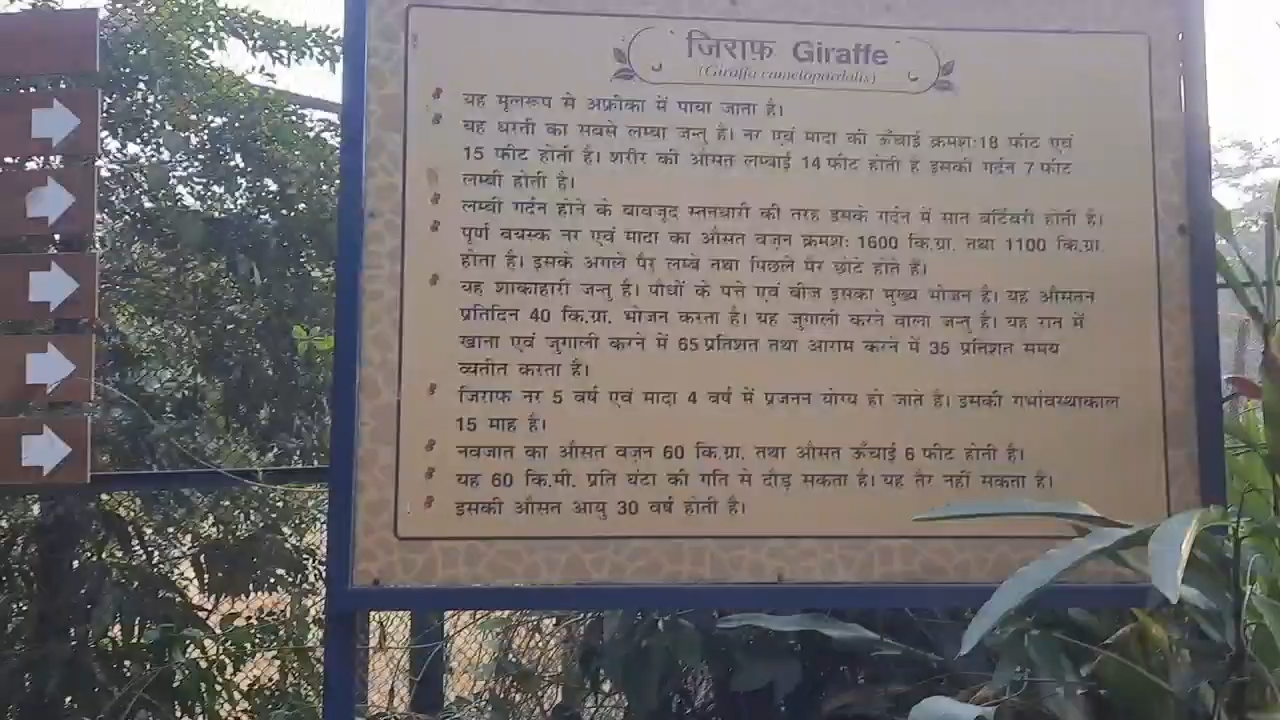 जिराफ़ Giraffe
(Giraffa camelopardalis)
यह मूलरूप से अफ्रीका में पाया जाता है।
यह धरती का सबसे लम्बा जन्तु है। नर एवं मादा की ऊँचाई क्रमशः18 फीट एवं
15 फीट होती है। शरीर की औसत लम्बाई 14 फीट होती है इसकी गर्दन 7 फीट
लम्बी होती है।
लम्बी गर्दन होने के बावजूद स्तनधारी की तरह इसके गर्दन में सात बर्टिबरी होती है।
पूर्ण वयस्क नर एवं मादा का औसत वज़न क्रमशः 1600 कि.ग्रा. तथा 1100 कि.ग्रा.
होता है। इसके अगले पैर लम्बे तथा पिछले पैर छोटे होते हैं।
यह शाकाहारी जन्तु है। पौधों के पत्ते एवं बीज इसका मुख्य भोजन है। यह औसतन
प्रतिदिन 40 कि.ग्रा. भोजन करता है। यह जुगाली करने वाला जन्तु है। यह रात में
खाना एवं जुगाली करने में 65 प्रतिशत तथा आराम करने में 35 प्रतिशत समय
व्यतीत करता है।
जिराफ नर 5 वर्ष एवं मादा 4 वर्ष में प्रजनन योग्य हो जाते है। इसकी गर्भावस्थाकाल
15 माह है।
नवजात का औसत वज़न 60 कि.ग्रा. तथा औसत ऊँचाई 6 फीट होती है।
यह 60 कि.मी. प्रति घंटा की गति से दौड़ सकता है। यह तैर नहीं सकता है।
इसकी औसत आयु 30 वर्ष होती है।